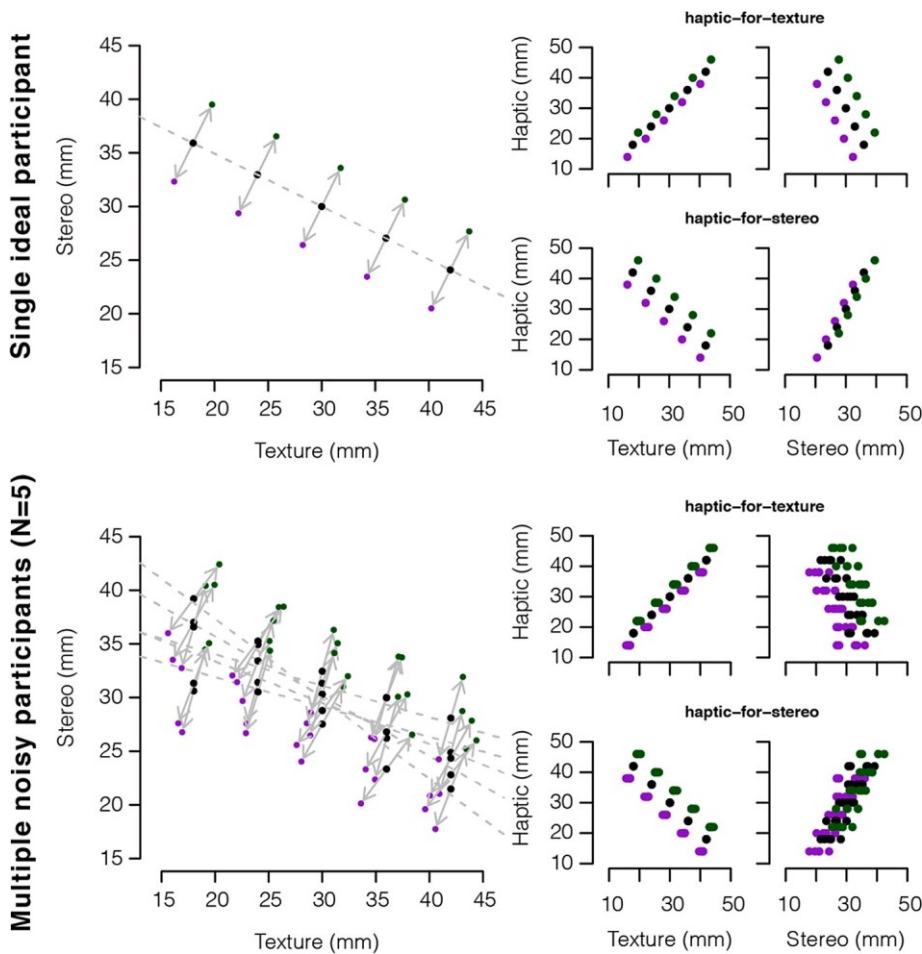 Single ideal participant
45
40
35
30
25
20
15
Stereo (mm)
15 20 25 30 35 40 45
Texture (mm)
haptic–for–texture
50
40
30
20
10
Haptic (mm)
haptic–for–stereo
50
40
30
20
10
Haptic (mm)
10 30 50
10 30 50
Texture (mm) Stereo (mm)
Multiple noisy participants (N=5)
45
40
35
30
25
20
15
Stereo (mm)
15 20 25 30 35 40 45
Texture (mm)
haptic–for–texture
50
40
30
20
10
Haptic (mm)
haptic–for–stereo
50
40
30
20
10
Haptic (mm)
10 30 50
10 30 50
Texture (mm) Stereo (mm)